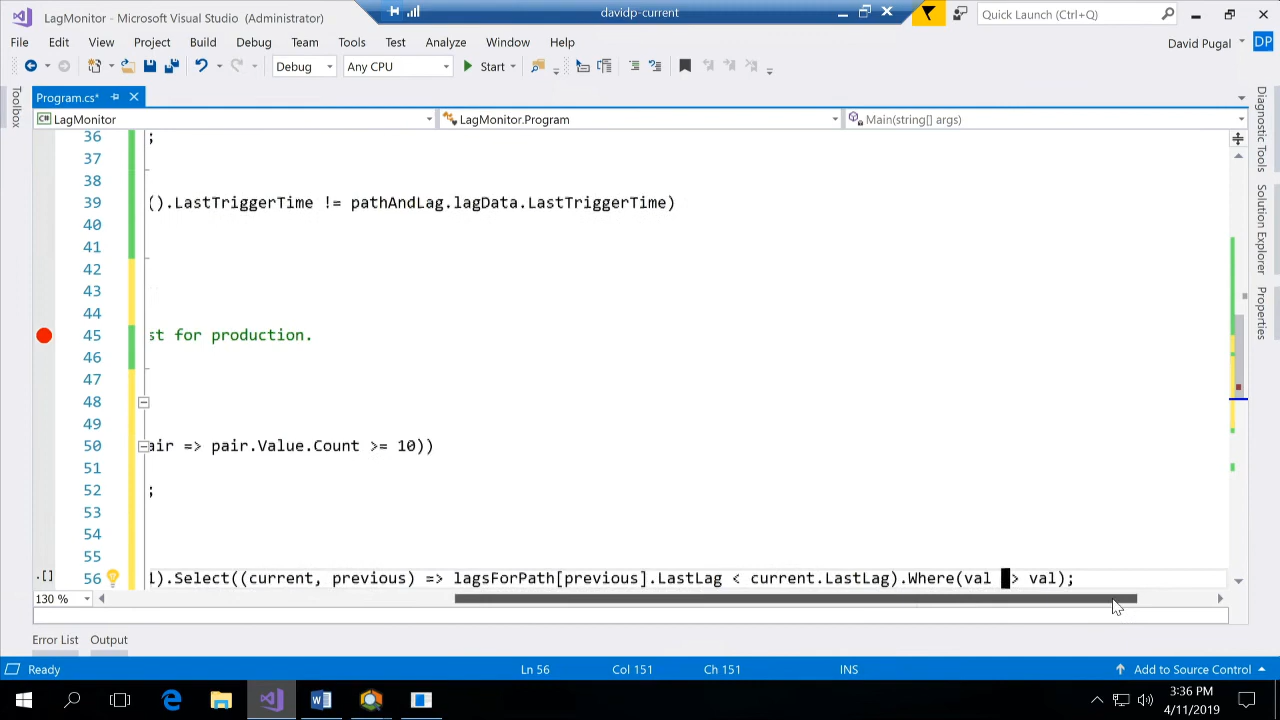 LagMonitor - Microsoft Visual Studio (Administrator)
davidp-current
Quick Launch (Ctrl+Q)
File Edit View Project Build Debug Team Tools Test Analyze Window Help
David Pugal DP
Debug Any CPU Start
Program.cs*
LagMonitor LagMonitor.Program Main(string[] args)
Toolbox
Diagnostic Tools
Solution Explorer
Properties
36 ;
37
38
39 ().LastTriggerTime != pathAndLag.lagData.LastTriggerTime)
40
41
42
43
44
45 st for production.
46
47
48
49
50 air => pair.Value.Count >= 10))
51
52 ;
53
54
55
56 1).Select((current, previous) => lagsForPath[previous].LastLag < current.LastLag).Where(val => val);
130 %
Error List Output
Ready Ln 56 Col 151 Ch 151 INS Add to Source Control
3:36 PM
4/11/2019